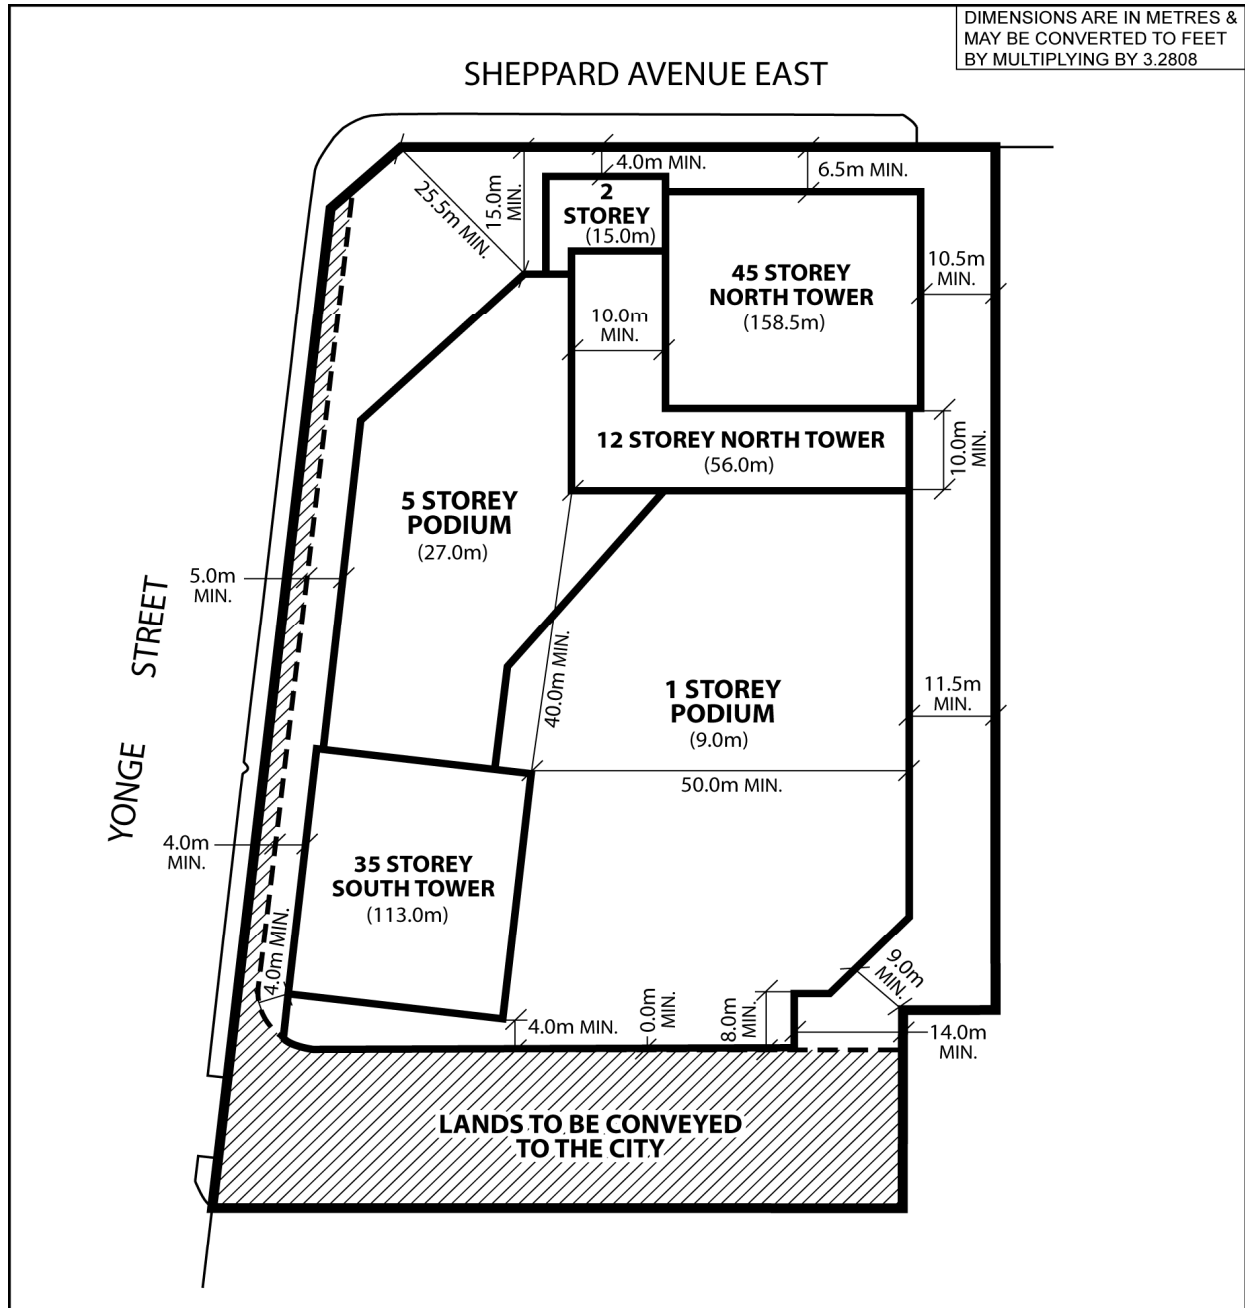 DIMENSIONS ARE IN METRES &
MAY BE CONVERTED TO FEET
BY MULTIPLYING BY 3.2808
SHEPPARD AVENUE EAST
4.0m MIN.
6.5m MIN.
25.5m MIN.
15.0m
MIN.
2
STOREY
(15.0m)
45 STOREY
NORTH TOWER
(158.5m)
10.5m
MIN.
10.0m
MIN.
12 STOREY NORTH TOWER
(56.0m)
10.0m
MIN.
5 STOREY
PODIUM
(27.0m)
5.0m
MIN.
YONGE STREET
40.0m MIN.
1 STOREY
PODIUM
(9.0m)
11.5m
MIN.
50.0m MIN.
4.0m
MIN.
35 STOREY
SOUTH TOWER
(113.0m)
4.0m MIN.
9.0m
MIN.
4.0m MIN.
0.0m
MIN.
8.0m
MIN.
14.0m
MIN.
LANDS TO BE CONVEYED
TO THE CITY